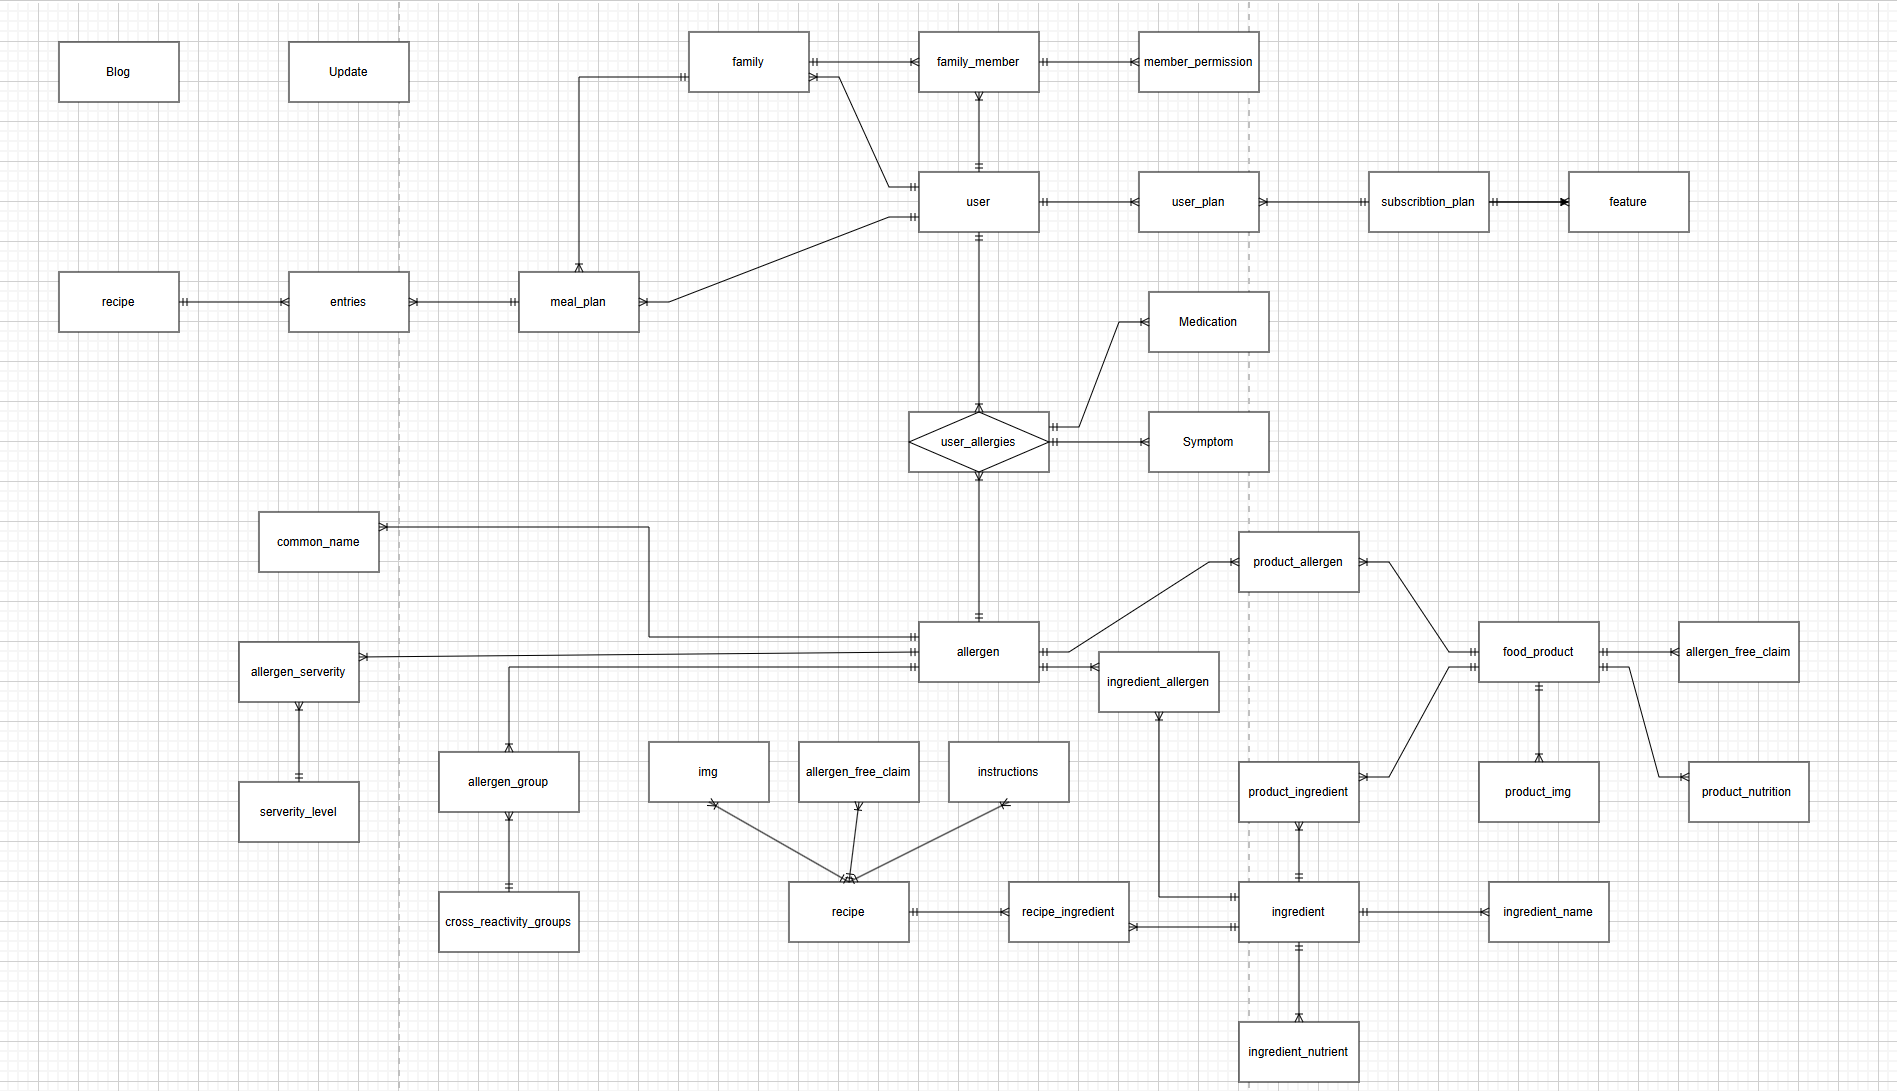 family
family_member
member_permission
Blog
Update
user
user_plan
subscribtion_plan
feature
recipe
entries
meal_plan
Medication
user_allergies
Symptom
common_name
product_allergen
allergen_serverity
allergen
ingredient_allergen
food_product
allergen_free_claim
allergen_group
img
allergen_free_claim
instructions
serverity_level
product_ingredient
product_img
product_nutrition
cross_reactivity_groups
recipe
recipe_ingredient
ingredient
ingredient_name
ingredient_nutrient